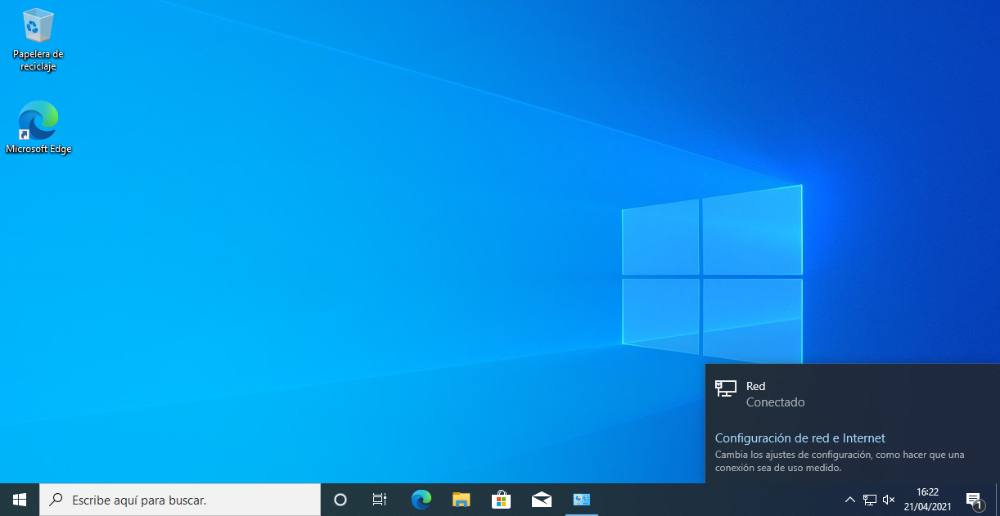 Papelera de
reciclaje
Microsoft Edge
Red
Conectado
Configuración de red e Internet
Cambia los ajustes de configuración, como hacer que una
conexión sea de uso medido.
Escribe aquí para buscar.
16:22
21/04/2021
1